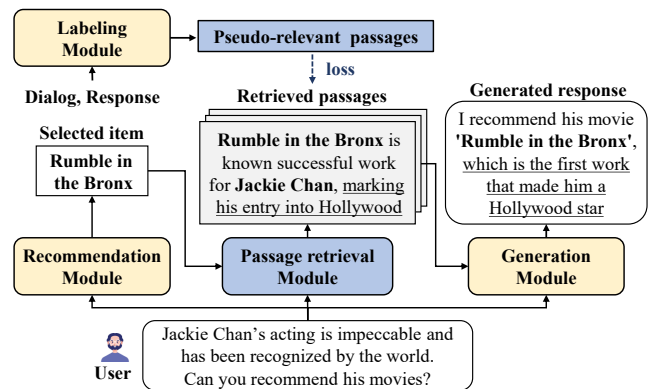 Labeling
Module
Pseudo-relevant passages
loss
Dialog, Response
Retrieved passages
Generated response
Selected item
Rumble in
the Bronx
Rumble in the Bronx is
known successful work
for Jackie Chan, marking
his entry into Hollywood
I recommend his movie
'Rumble in the Bronx',
which is the first work
that made him a
Hollywood star
Recommendation
Module
Passage retrieval
Module
Generation
Module
User
Jackie Chan's acting is impeccable and
has been recognized by the world.
Can you recommend his movies?